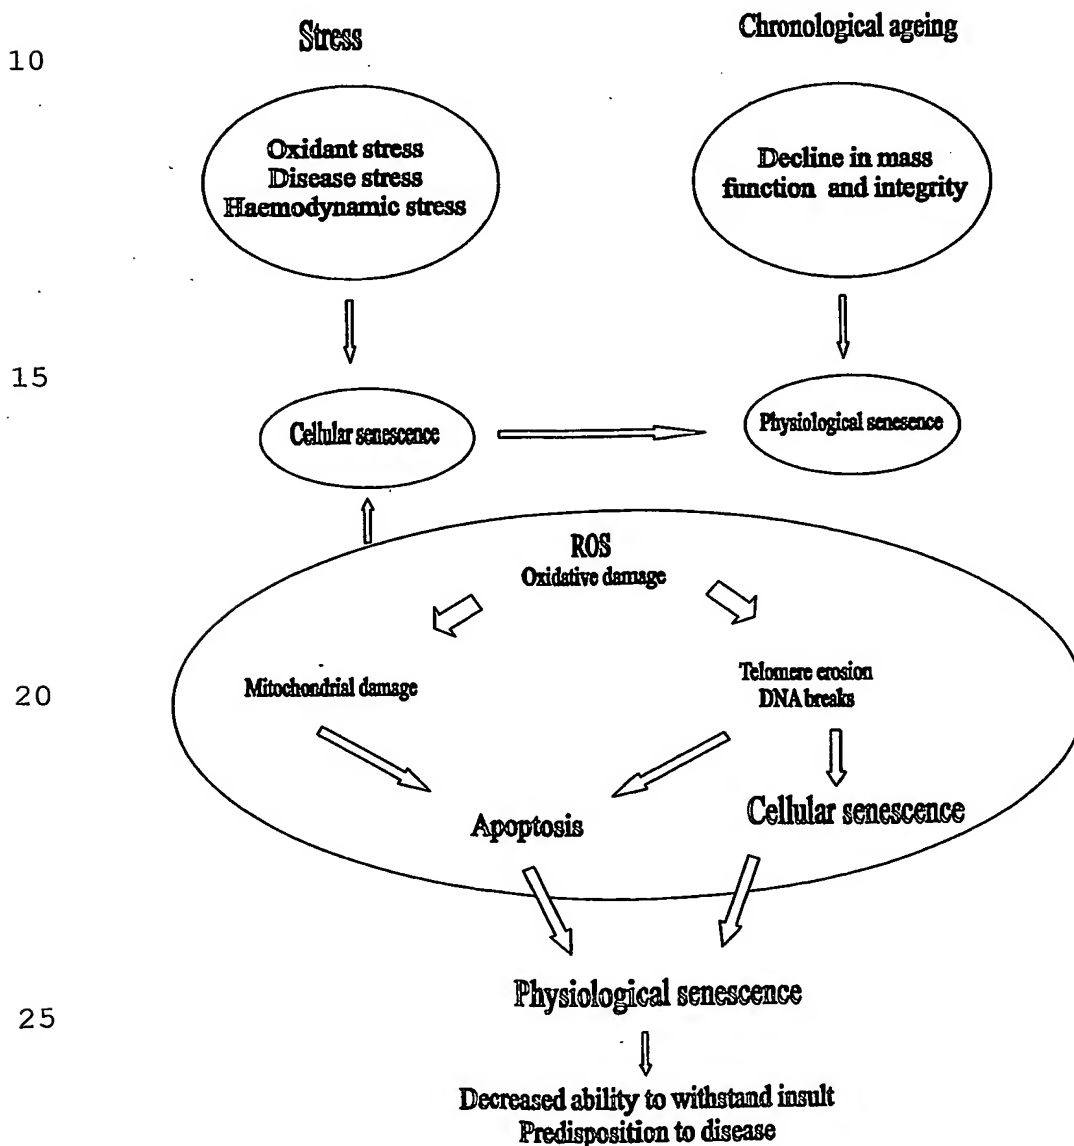 Stress
Chronological ageing
10
Oxidant stress
Disease stress
Haemodynamic stress
Decline in mass
function and integrity
15
Cellular senescence
Physiological senesence
ROS
Oxidative damage
20
Mitochondrial damage
Telomere erosion
DNA breaks
Apoptosis
Cellular senescence
Physiological senescence
25
Decreased ability to withstand insult
Predisposition to disease